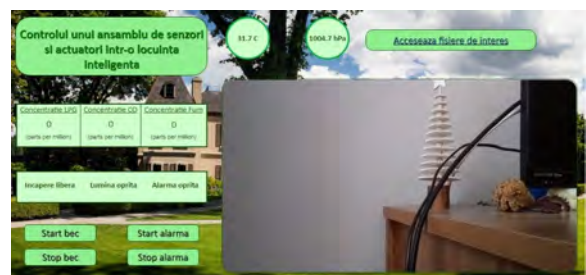 Controlul unui ansamblu de senzori
si actuatori intr-o locuinta
inteligenta
31.7 C
1004.7 hPa
Acceseaza fisiere de interes
Concentratie LPG
Concentratie CO
Concentratie Fum
0
0
0
(parts per million)
(parts per million)
(parts per million)
Incapere libera
Lumina oprita
Alarma oprita
Start bec
Start alarma
Stop bec
Stop alarma